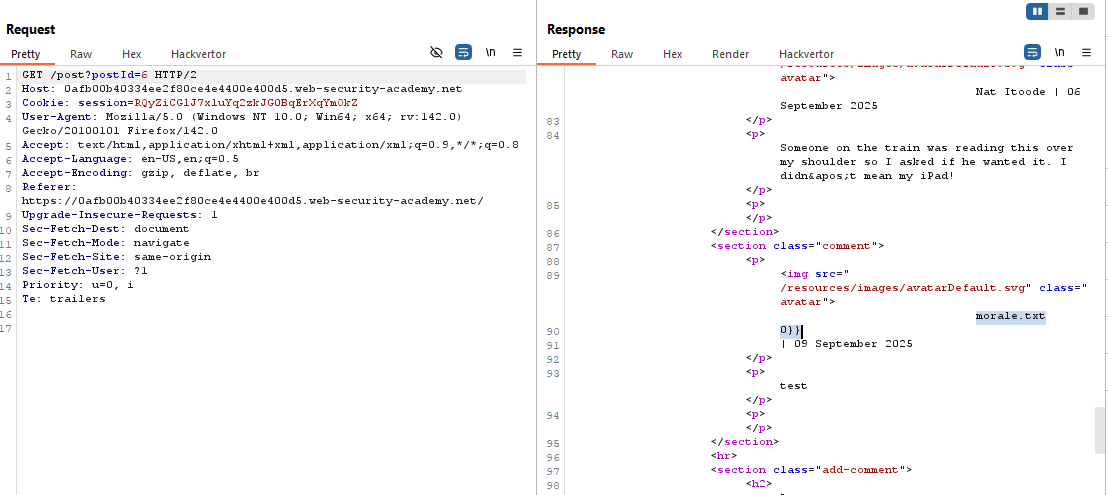 Request
Pretty Raw Hex Hackvertor \n
1 GET /post?postId=6 HTTP/2
2 Host: 0afb00b40334ee2f80ce4e4400e400d5.web-security-academy.net
3 Cookie: session=RQyZiCGlJ7xluYq2zkJGOBqErXqYmOkZ
4 User-Agent: Mozilla/5.0 (Windows NT 10.0; Win64; x64; rv:142.0)
Gecko/20100101 Firefox/142.0
5 Accept: text/html,application/xhtml+xml,application/xml;q=0.9,*/*;q=0.8
6 Accept-Language: en-US,en;q=0.5
7 Accept-Encoding: gzip, deflate, br
8 Referer:
https://0afb00b40334ee2f80ce4e4400e400d5.web-security-academy.net/
9 Upgrade-Insecure-Requests: 1
10 Sec-Fetch-Dest: document
11 Sec-Fetch-Mode: navigate
12 Sec-Fetch-Site: same-origin
13 Sec-Fetch-User: ?1
14 Priority: u=0, i
15 Te: trailers
16
17
Response
Pretty Raw Hex Render Hackvertor \n
/resources/images/avatarDefault.svg" class="
avatar">
Nat Itoode | 06
September 2025
83 </p>
84 <p>
Someone on the train was reading this over
my shoulder so I asked if he wanted it. I
didn&apos;t mean my iPad!
</p>
85 <p>
</p>
86 </section>
87 <section class="comment">
88 <p>
89 <img src="
/resources/images/avatarDefault.svg" class="
avatar">
morale.txt
90 0}}
91 | 09 September 2025
92 </p>
93 <p>
test
</p>
94 <p>
</p>
95 </section>
96 <hr>
97 <section class="add-comment">
98 <h2>